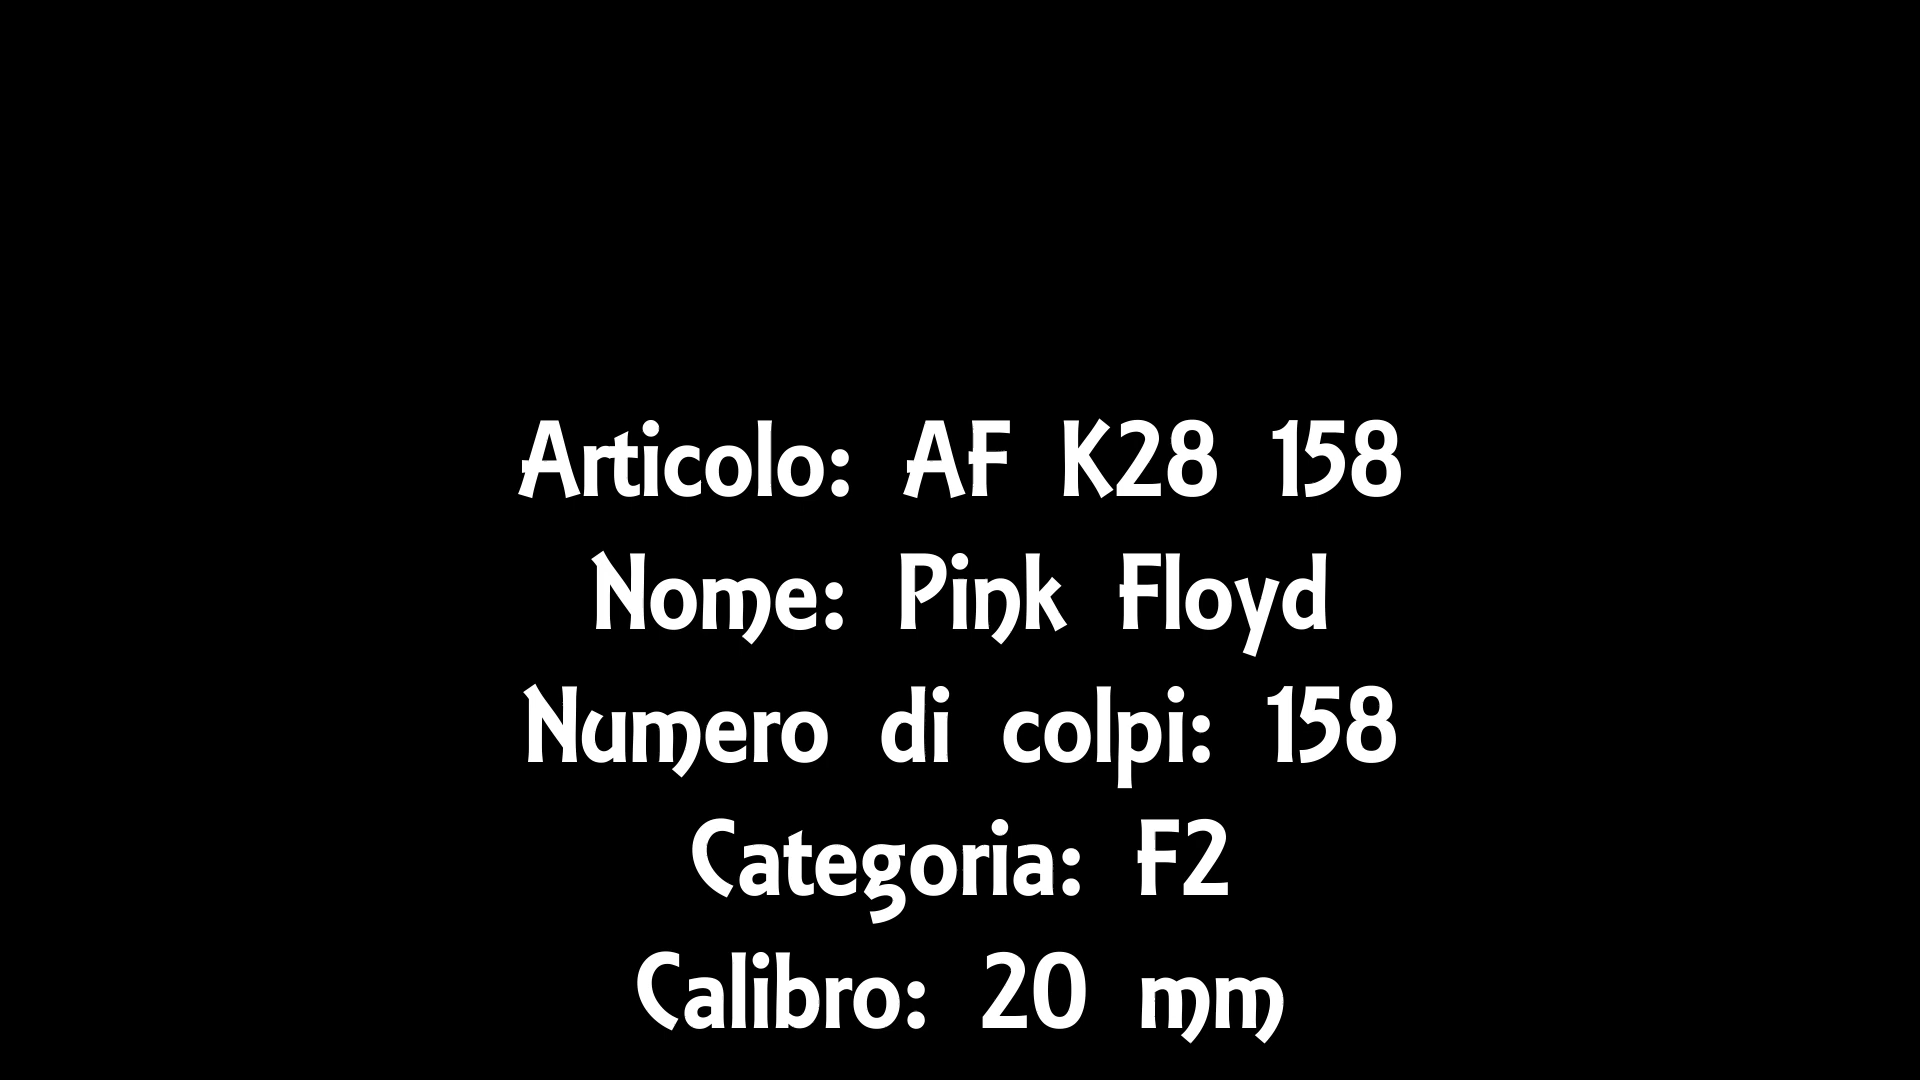 Articolo: AF K28 158
Nome: Pink Floyd
Numero di colpi: 158
Categoria: F2
Calibro: 20 mm